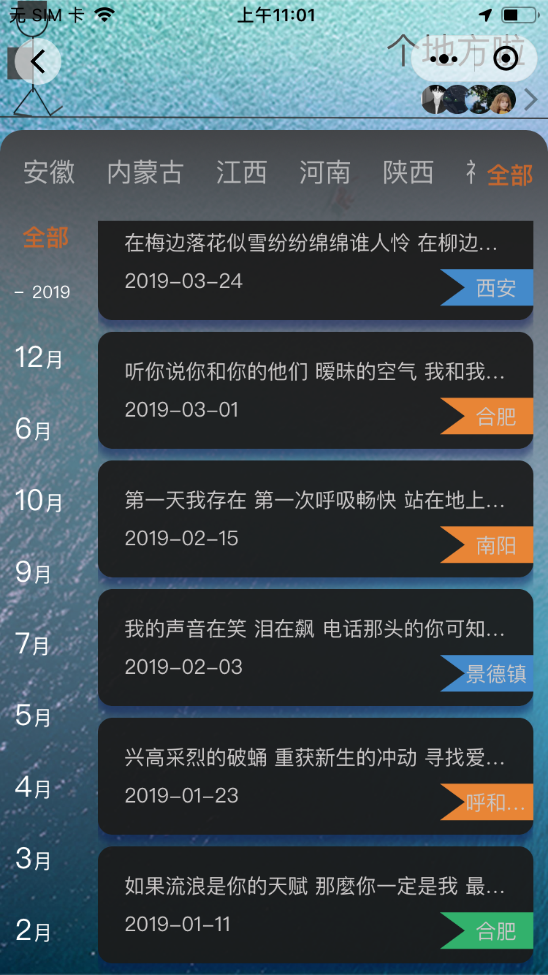 无 SIM 卡
上午11:01
个地方啦
安徽 内蒙古 江西 河南 陕西 全部
全部
- 2019
12月
6月
10月
9月
7月
5月
4月
3月
2月
在梅边落花似雪纷纷绵绵谁人怜 在柳边...
2019-03-24
西安
听你说你和你的他们 暧昧的空气 我和我...
2019-03-01
合肥
第一天我存在 第一次呼吸畅快 站在地上...
2019-02-15
南阳
我的声音在笑 泪在飙 电话那头的你可知...
2019-02-03
景德镇
兴高采烈的破蛹 重获新生的冲动 寻找爱...
2019-01-23
呼和...
如果流浪是你的天赋 那麼你一定是我 最...
2019-01-11
合肥